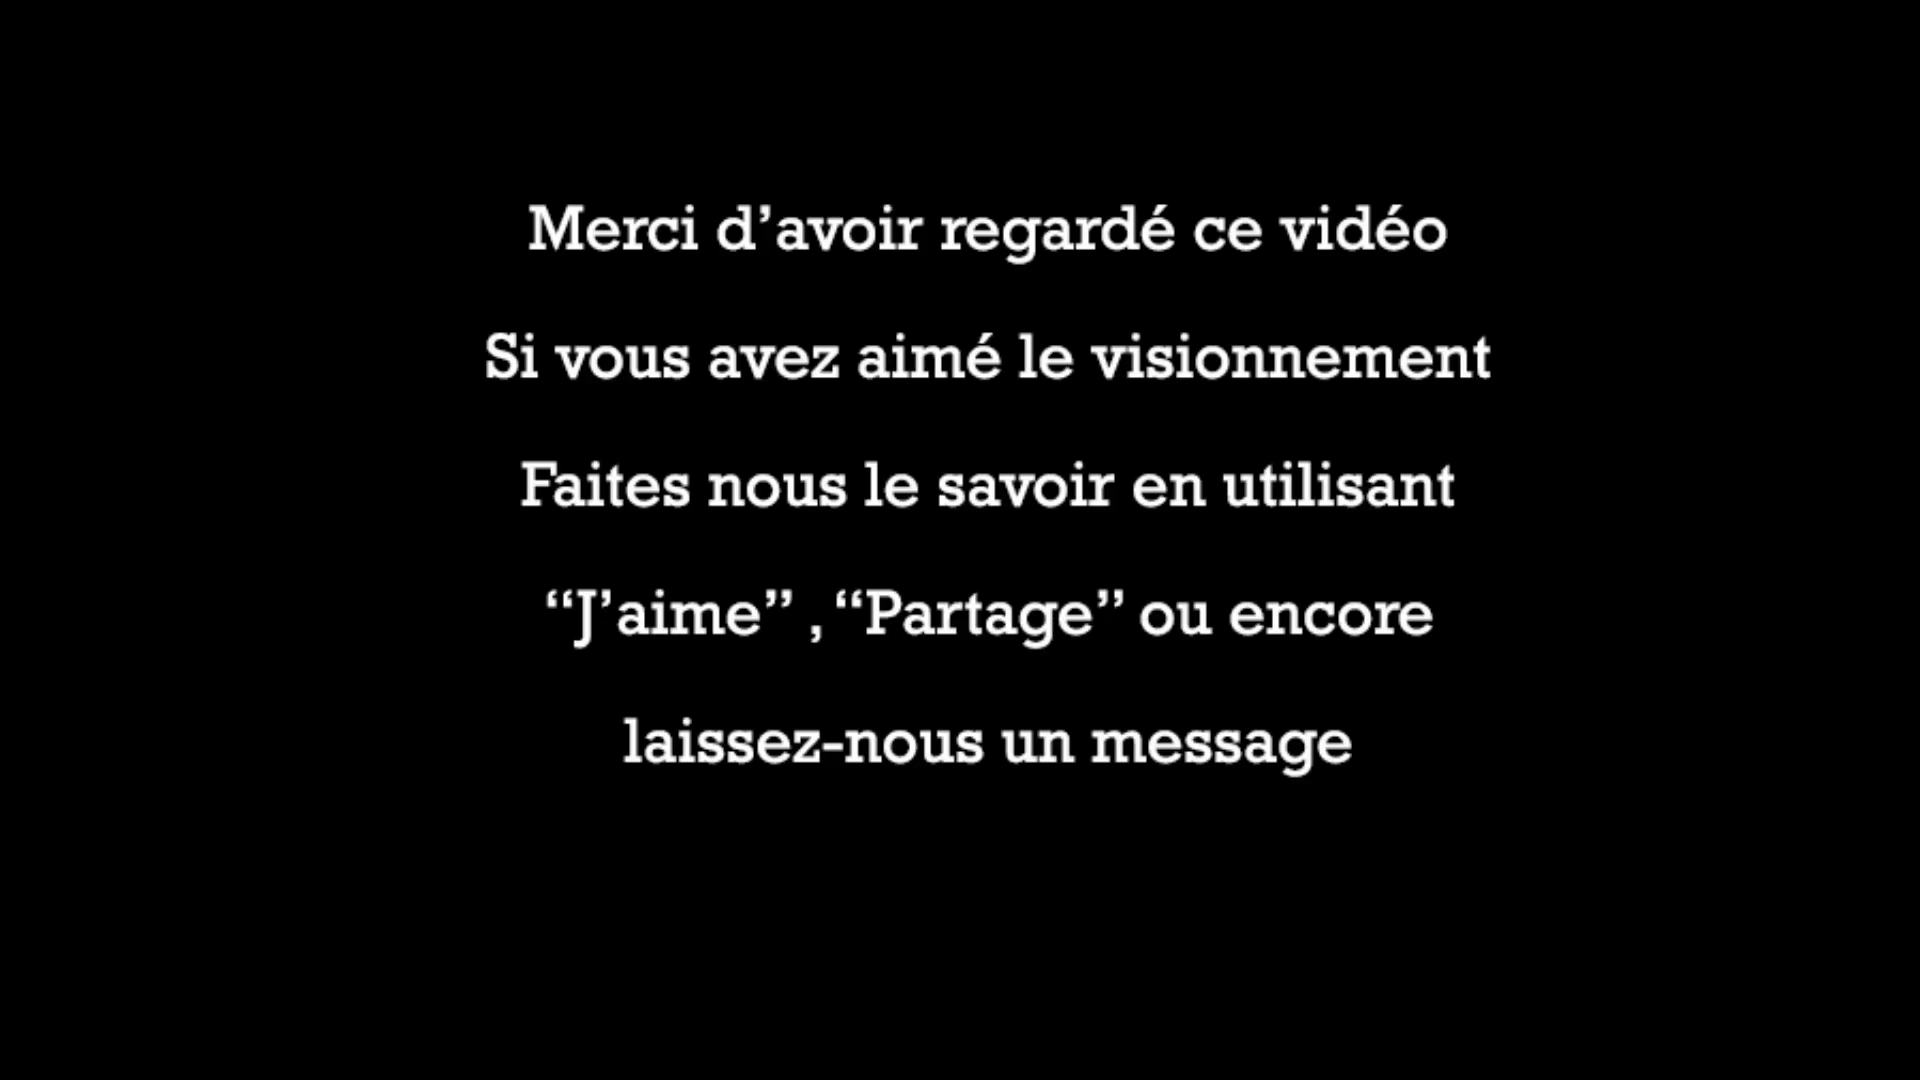 Merci d’avoir regardé ce vidéo
Si vous avez aimé le visionnement
Faites nous le savoir en utilisant
“J’aime” , “Partage” ou encore
laissez-nous un message